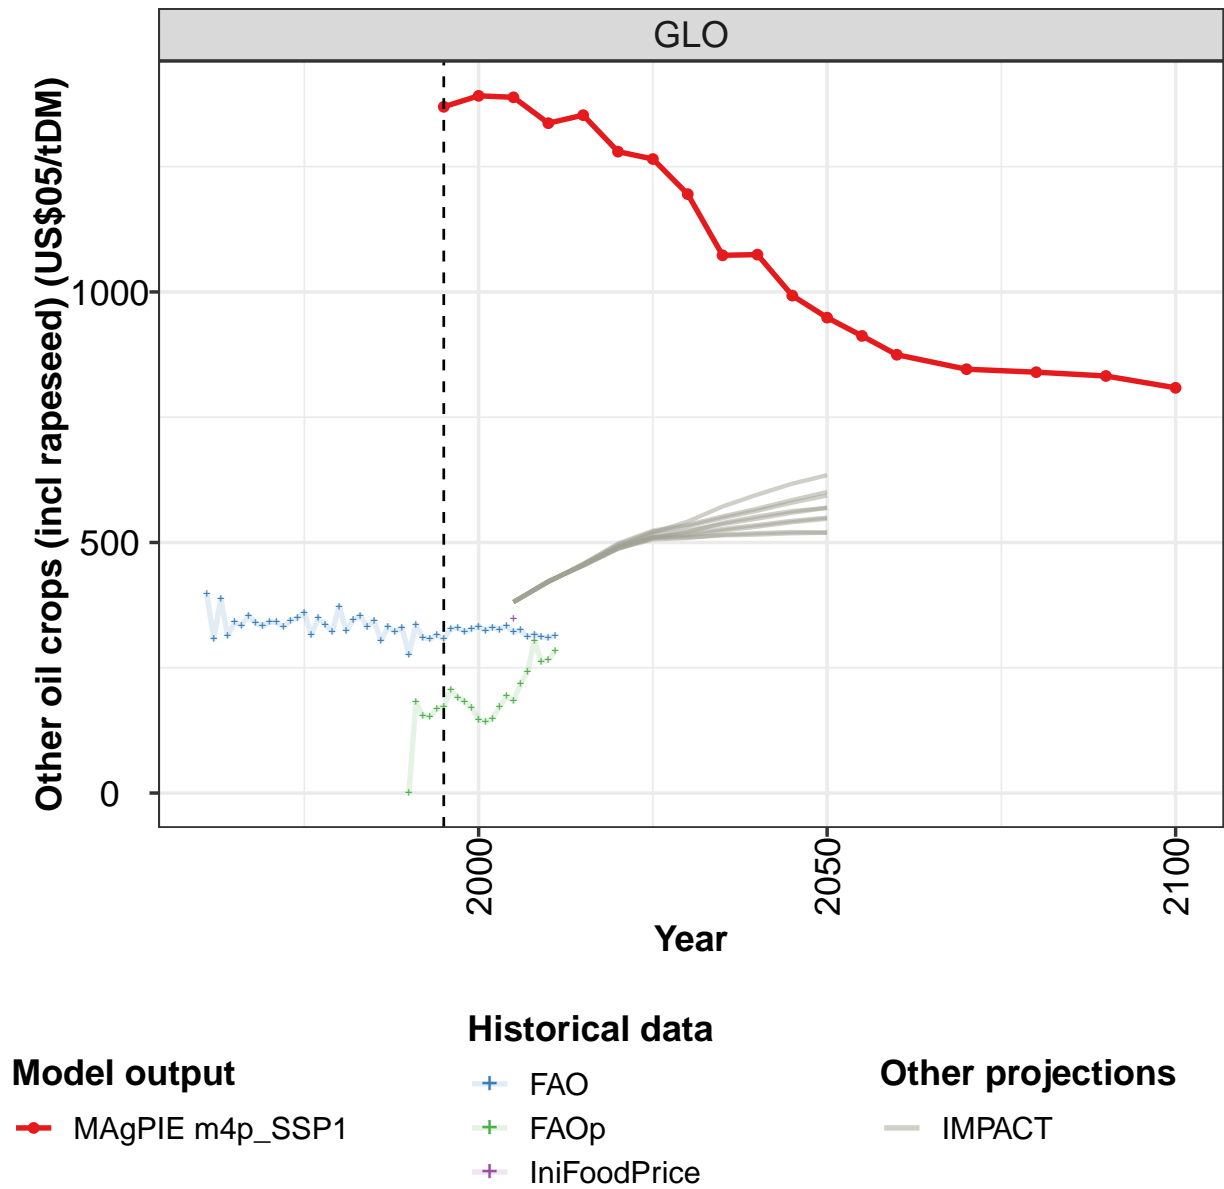 GLO
Other oil crops (incl rapeseed) (US$05/tDM)
1000
500
0
2000
2050
2100
Year
Model output
MAgPIE m4p_SSP1
Historical data
FAO
FAOp
IniFoodPrice
Other projections
IMPACT